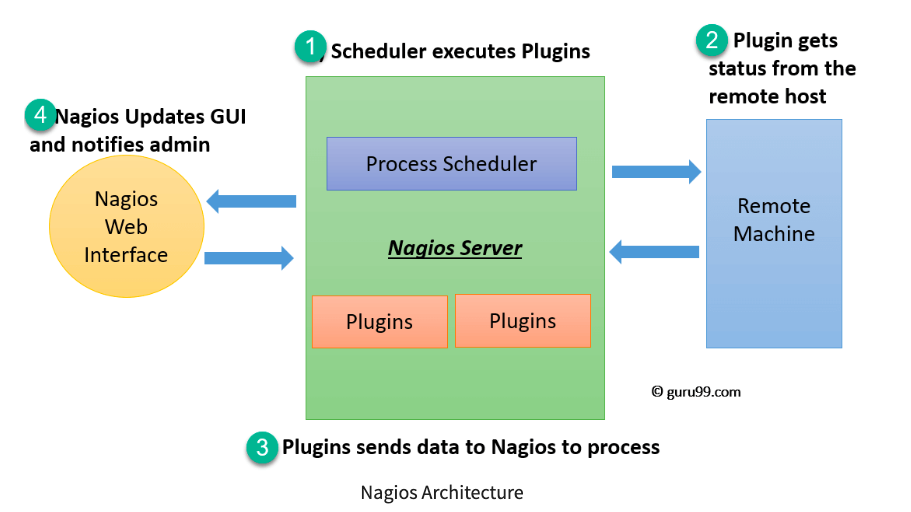 1 Scheduler executes Plugins
2 Plugin gets
status from the
remote host
4 Nagios Updates GUI
and notifies admin
Process Scheduler
Nagios
Web
Interface
Remote
Machine
Nagios Server
Plugins
Plugins
© guru99.com
3 Plugins sends data to Nagios to process
Nagios Architecture